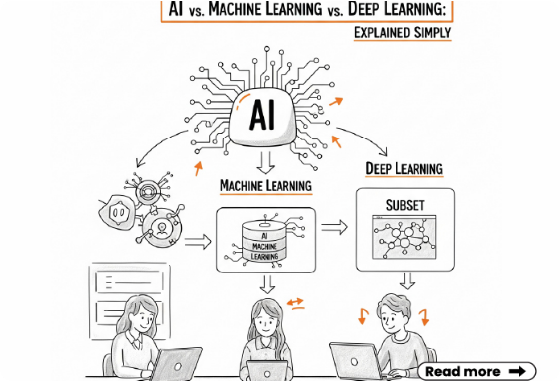 AI vs. MACHINE LEARNING vs. DEEP LEARNING:
EXPLAINED SIMPLY
AI
DEEP LEARNING
MACHINE LEARNING
SUBSET
AI
MACHINE
LEARNING
Read more